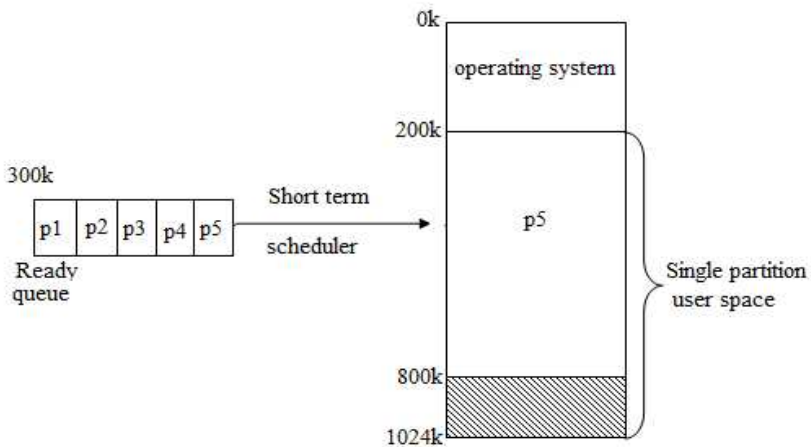 0k
operating system
200k
300k
p1 p2 p3 p4 p5
Short term
scheduler
p5
Ready
queue
Single partition
user space
800k
1024k